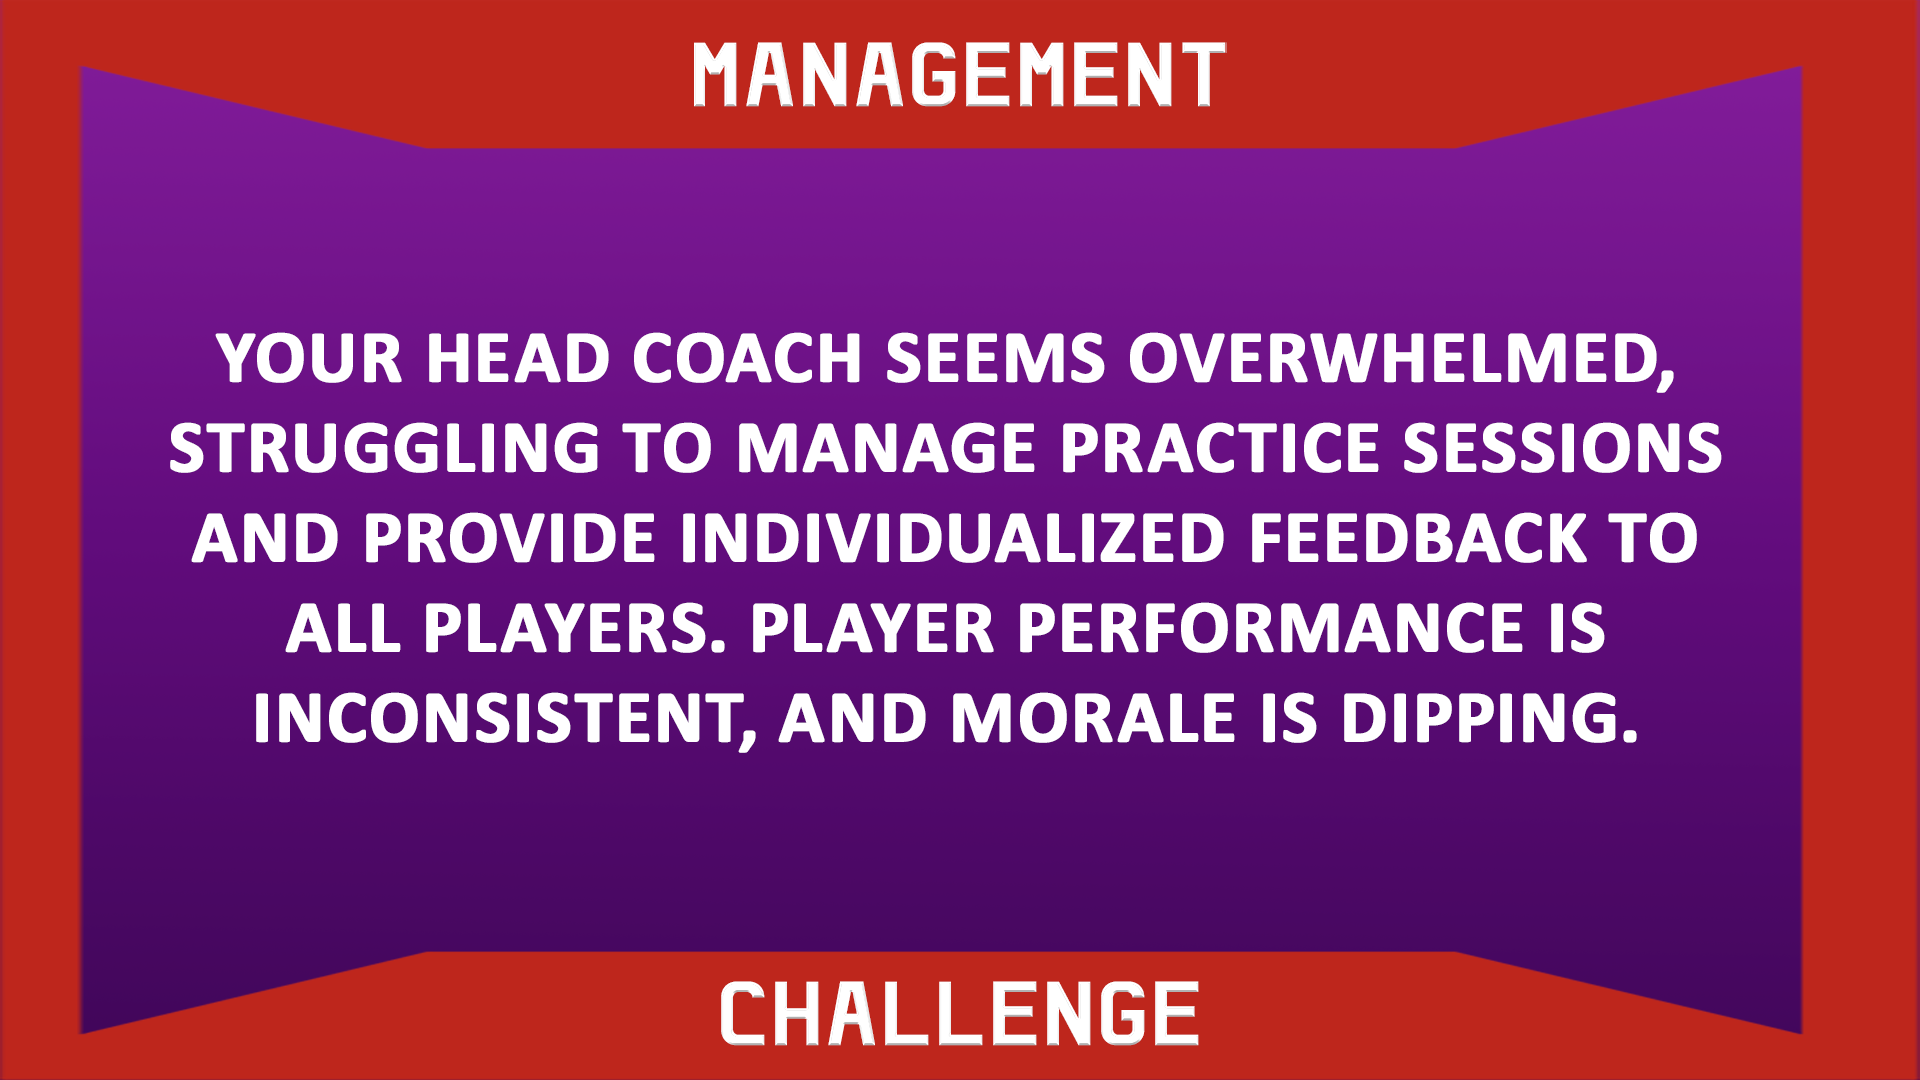 MANAGEMENT
YOUR HEAD COACH SEEMS OVERWHELMED,
STRUGGLING TO MANAGE PRACTICE SESSIONS
AND PROVIDE INDIVIDUALIZED FEEDBACK TO
ALL PLAYERS. PLAYER PERFORMANCE IS
INCONSISTENT, AND MORALE IS DIPPING.
CHALLENGE